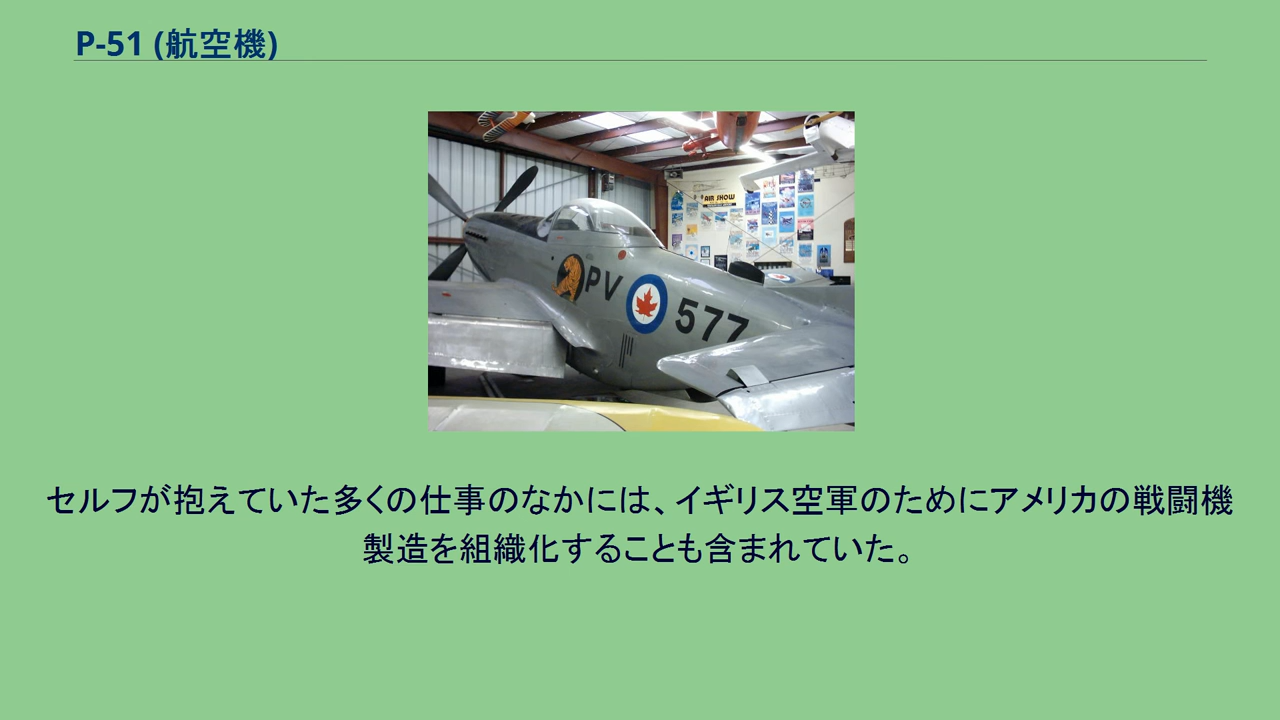 P-51 (航空機)
AIR SHOW
PV 577
セルフが抱えていた多くの仕事のなかには、イギリス空軍のためにアメリカの戦闘機
製造を組織化することも含まれていた。